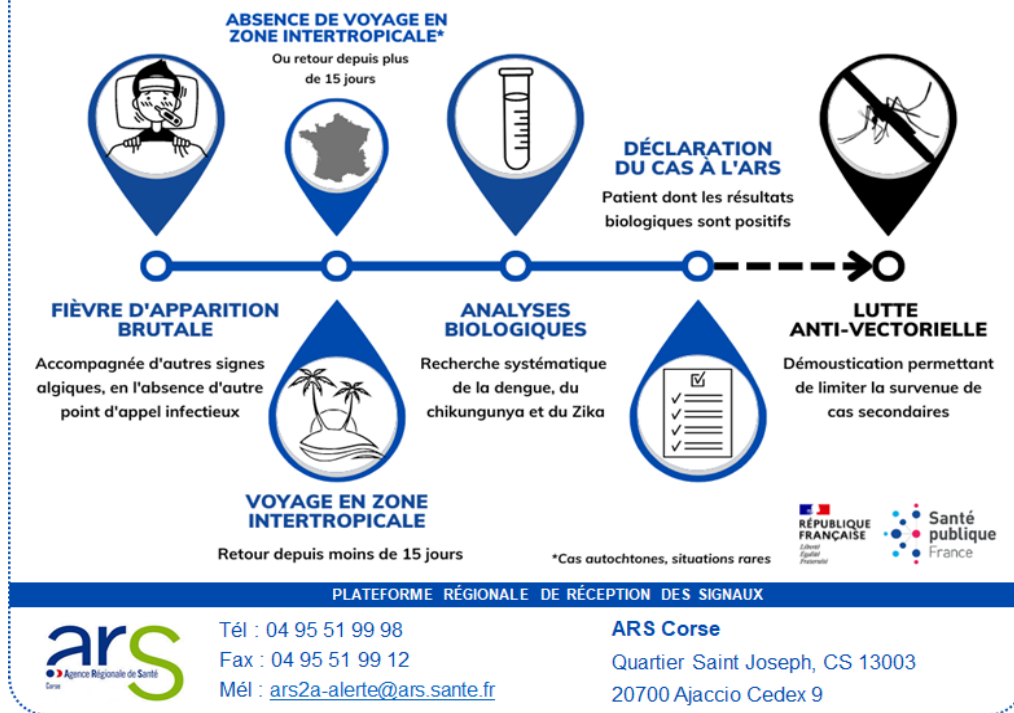 ABSENCE DE VOYAGE EN
ZONE INTERTROPICALE*
Ou retour depuis plus
de 15 jours
DÉCLARATION
DU CAS À L'ARS
Patient dont les résultats
biologiques sont positifs
FIÈVRE D'APPARITION
BRUTALE
Accompagnée d'autres signes
algiques, en l'absence d'autre
point d'appel infectieux
ANALYSES
BIOLOGIQUES
Recherche systématique
de la dengue, du
chikungunya et du Zika
LUTTE
ANTI-VECTORIELLE
Démoustication permettant
de limiter la survenue de
cas secondaires
VOYAGE EN ZONE
INTERTROPICALE
Retour depuis moins de 15 jours
*Cas autochtones, situations rares
RÉPUBLIQUE
FRANÇAISE
Liberté
Égalité
Fraternité
Santé
publique
France
PLATEFORME RÉGIONALE DE RÉCEPTION DES SIGNAUX
ars
Agence Régionale de Santé
Corse
Tél : 04 95 51 99 98
Fax : 04 95 51 99 12
Mél : ars2a-alerte@ars.sante.fr
ARS Corse
Quartier Saint Joseph, CS 13003
20700 Ajaccio Cedex 9